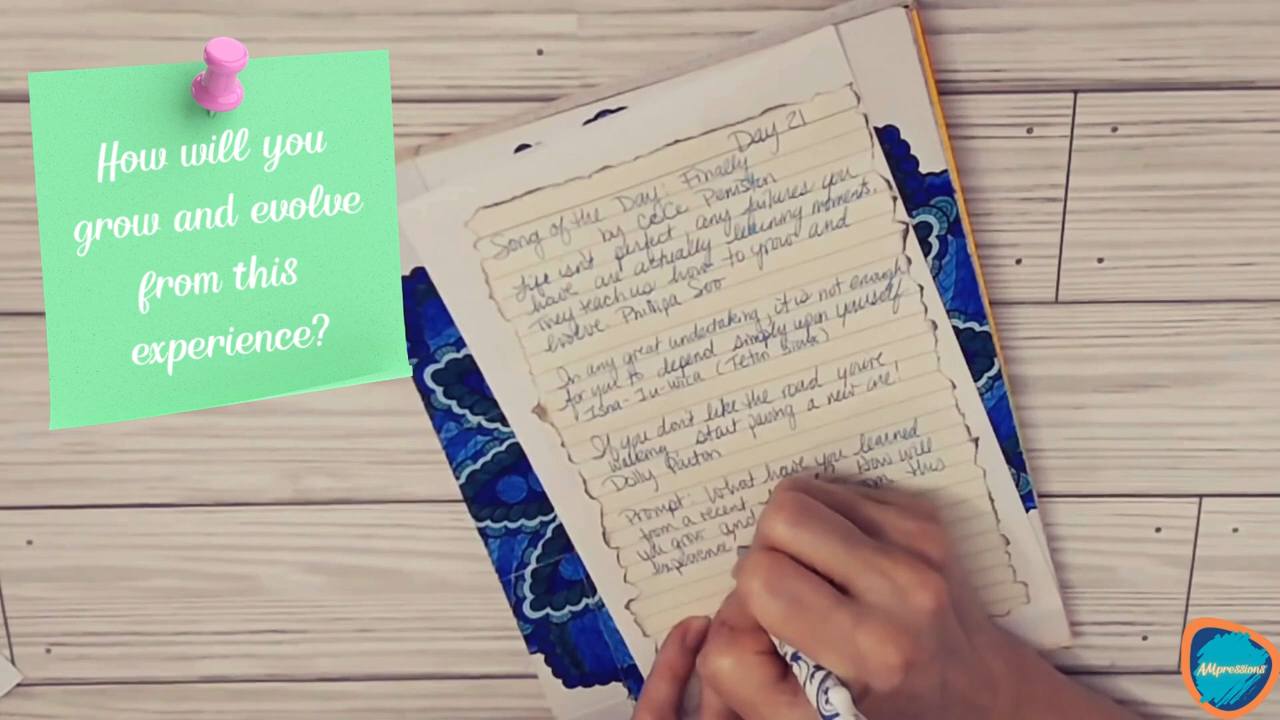 How will you
grow and evolve
from this
experience?
Day 21
Song of the Day: Finally
by CeCe Peniston
Life isn't perfect any failures you
have are actually learning moments.
They teach us how to grow and
evolve. Phillipa Soo
In any great undertaking, it is not enough
for you to depend simply upon yourself
(Teton Sioux)
If you don't like the road you're
walking, start paving a new one!
Dolly Parton
Prompt: What have you learned
from a recent How will
you grow and this
experience
AMpressions